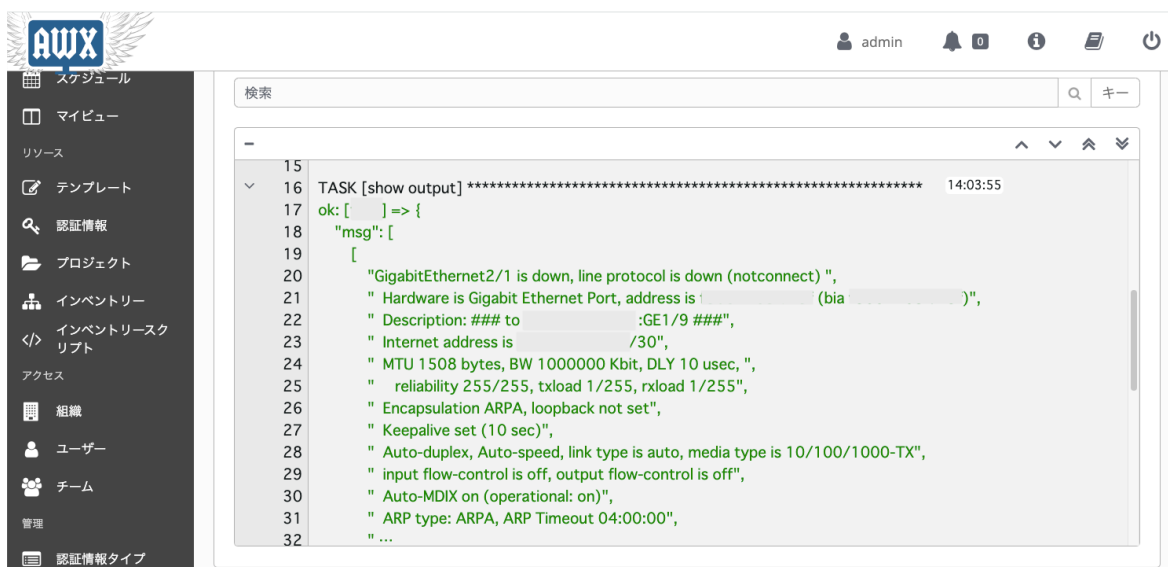 AWX
admin
0
スケジュール
マイビュー
リソース
テンプレート
認証情報
プロジェクト
インベントリー
インベントリースク
リプト
アクセス
組織
ユーザー
チーム
管理
認証情報タイプ
検索
キー
15
16 TASK [show output] ************************************************************* 14:03:55
17 ok: [ ] => {
18 "msg": [
19 [
20 "GigabitEthernet2/1 is down, line protocol is down (notconnect) ",
21 "  Hardware is Gigabit Ethernet Port, address is (bia )",
22 "  Description: ### to :GE1/9 ###",
23 "  Internet address is /30",
24 "  MTU 1508 bytes, BW 1000000 Kbit, DLY 10 usec, ",
25 "     reliability 255/255, txload 1/255, rxload 1/255",
26 "  Encapsulation ARPA, loopback not set",
27 "  Keepalive set (10 sec)",
28 "  Auto-duplex, Auto-speed, link type is auto, media type is 10/100/1000-TX",
29 "  input flow-control is off, output flow-control is off",
30 "  Auto-MDIX on (operational: on)",
31 "  ARP type: ARPA, ARP Timeout 04:00:00",
32 " ...